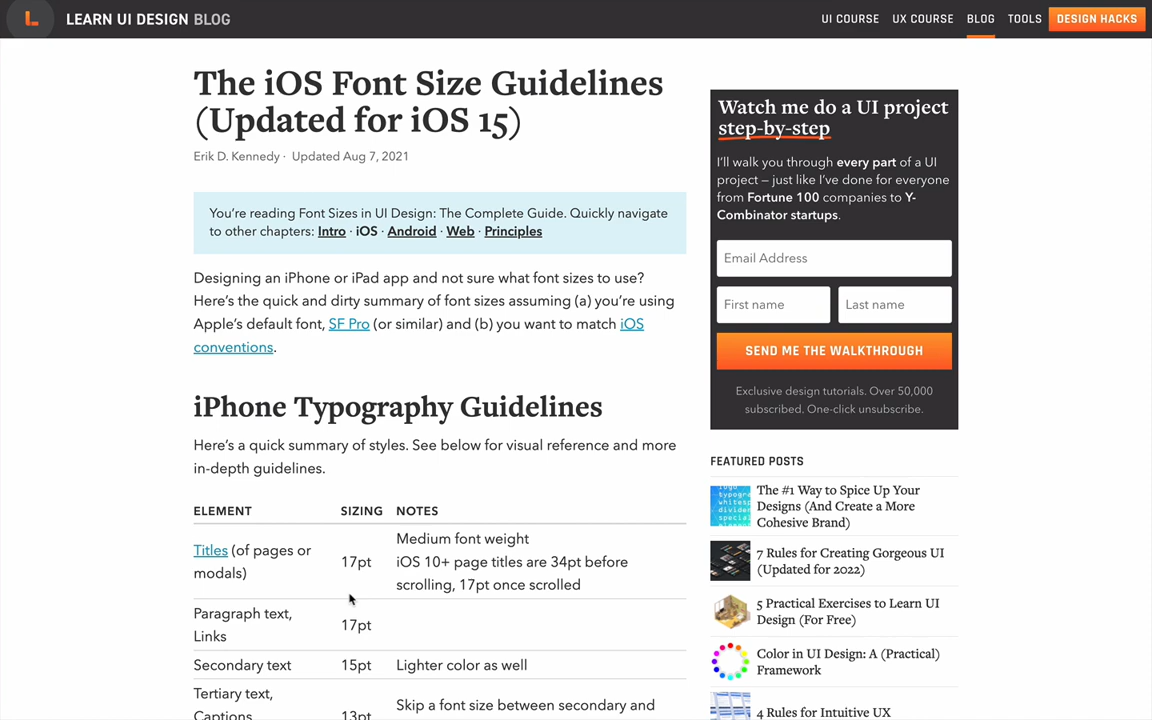 LEARN UI DESIGN BLOG
UI COURSE UX COURSE BLOG TOOLS DESIGN HACKS
The iOS Font Size Guidelines
(Updated for iOS 15)
Erik D. Kennedy · Updated Aug 7, 2021
You're reading Font Sizes in UI Design: The Complete Guide. Quickly navigate
to other chapters: Intro · iOS · Android · Web · Principles
Designing an iPhone or iPad app and not sure what font sizes to use?
Here's the quick and dirty summary of font sizes assuming (a) you're using
Apple's default font, SF Pro (or similar) and (b) you want to match iOS
conventions.
iPhone Typography Guidelines
Here's a quick summary of styles. See below for visual reference and more
in-depth guidelines.
ELEMENT SIZING NOTES
Titles (of pages or
modals)
17pt
Medium font weight
iOS 10+ page titles are 34pt before
scrolling, 17pt once scrolled
Paragraph text,
Links
17pt
Secondary text 15pt Lighter color as well
Tertiary text,
Captions
13pt
Skip a font size between secondary and
Watch me do a UI project
step-by-step
I'll walk you through every part of a UI
project — just like I've done for everyone
from Fortune 100 companies to Y-
Combinator startups.
Email Address
First name Last name
SEND ME THE WALKTHROUGH
Exclusive design tutorials. Over 50,000
subscribed. One-click unsubscribe.
FEATURED POSTS
The #1 Way to Spice Up Your
Designs (And Create a More
Cohesive Brand)
7 Rules for Creating Gorgeous UI
(Updated for 2022)
5 Practical Exercises to Learn UI
Design (For Free)
Color in UI Design: A (Practical)
Framework
4 Rules for Intuitive UX